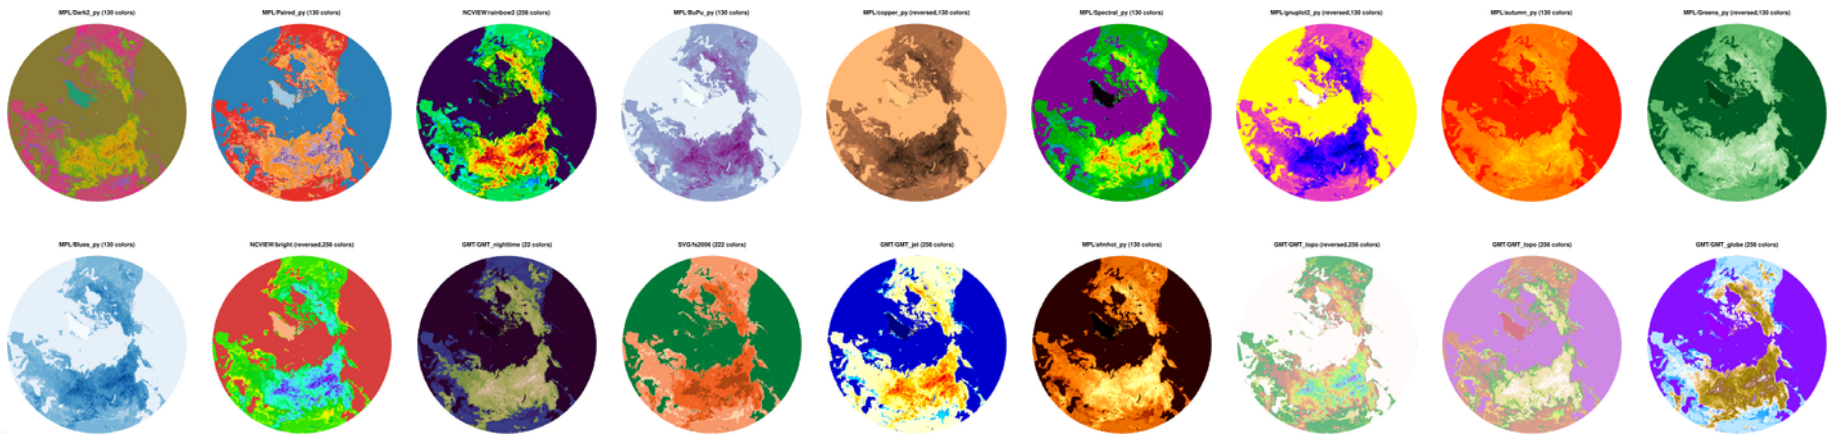 MPL/Dark2_py (130 colors)
MPL/Paired_py (130 colors)
NCVIEW/rainbow2 (256 colors)
MPL/BuPu_py (130 colors)
MPL/copper_py (reversed,130 colors)
MPL/Spectral_py (130 colors)
MPL/gnuplot2_py (reversed,130 colors)
MPL/autumn_py (130 colors)
MPL/Greens_py (reversed,130 colors)
MPL/Blues_py (130 colors)
NCVIEW/bright (reversed,256 colors)
GMT/GMT_nighttime (22 colors)
SVG/fs2006 (222 colors)
GMT/GMT_jet (256 colors)
MPL/afmhot_py (130 colors)
GMT/GMT_topo (reversed,256 colors)
GMT/GMT_topo (256 colors)
GMT/GMT_globe (256 colors)